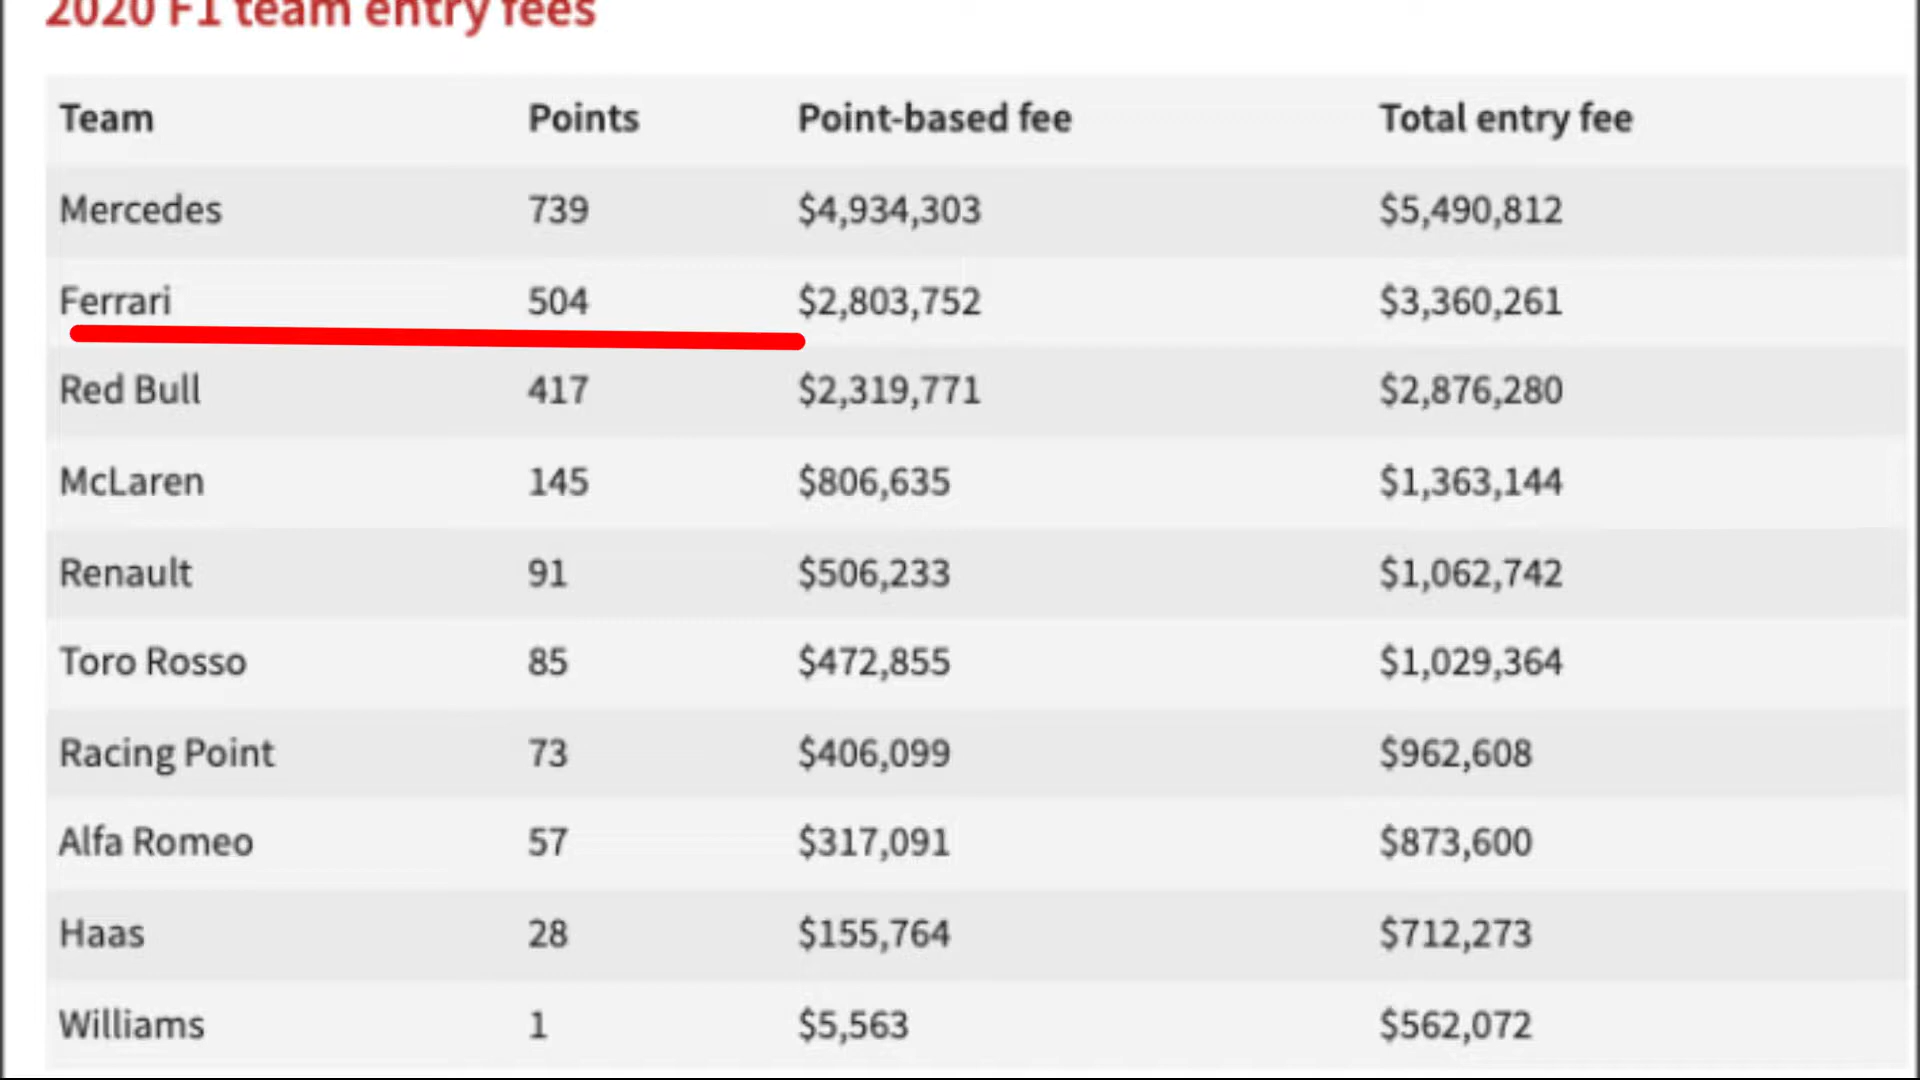 2020 F1 team entry fees
Team Points Point-based fee Total entry fee
Mercedes 739 $4,934,303 $5,490,812
Ferrari 504 $2,803,752 $3,360,261
Red Bull 417 $2,319,771 $2,876,280
McLaren 145 $806,635 $1,363,144
Renault 91 $506,233 $1,062,742
Toro Rosso 85 $472,855 $1,029,364
Racing Point 73 $406,099 $962,608
Alfa Romeo 57 $317,091 $873,600
Haas 28 $155,764 $712,273
Williams 1 $5,563 $562,072